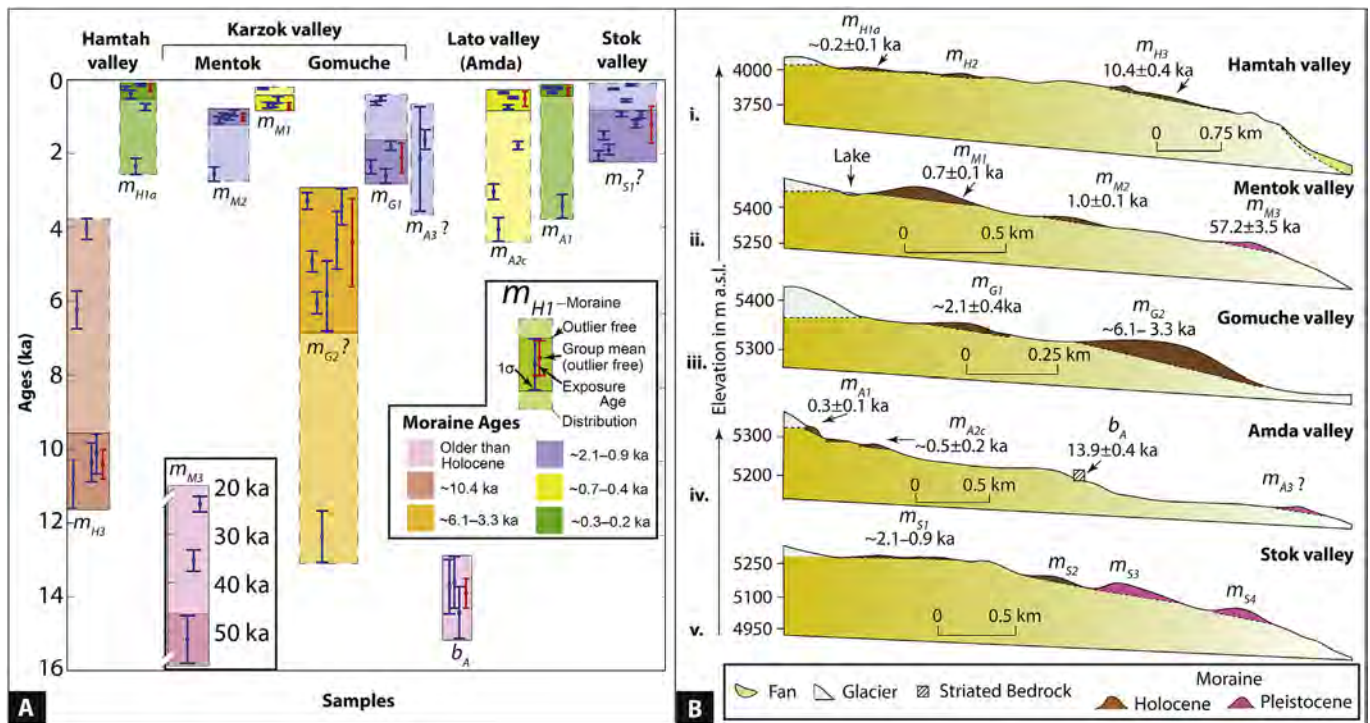 Hamtah valley
Karzok valley
Mentok
Gomuche
Lato valley (Amda)
Stok valley
0
2
4
6
8
10
12
14
16
Ages (ka)
m_H1a
m_M2
m_M1
m_G1
m_A3 ?
m_A2c
m_A1
m_S1?
m_G2 ?
m_H3
m_M3
20 ka
30 ka
40 ka
50 ka
b_A
m_H1
Moraine
Outlier free
Group mean
(outlier free)
1σ
Exposure
Age
Distribution
Moraine Ages
Older than
Holocene
~10.4 ka
~6.1–3.3 ka
~2.1–0.9 ka
~0.7–0.4 ka
~0.3–0.2 ka
Samples
A
Elevation in m a.s.l.
m_H1a
~0.2±0.1 ka
m_H2
m_H3
10.4±0.4 ka
Hamtah valley
4000
3750
i.
0 0.75 km
Lake
m_M1
0.7±0.1 ka
m_M2
1.0±0.1 ka
Mentok valley
m_M3
57.2±3.5 ka
5400
5250
ii.
0 0.5 km
m_G1
~2.1±0.4ka
m_G2
~6.1– 3.3 ka
Gomuche valley
5400
5300
iii.
0 0.25 km
m_A1
0.3±0.1 ka
m_A2c
~0.5±0.2 ka
b_A
13.9±0.4 ka
Amda valley
m_A3 ?
5300
5200
iv.
0 0.5 km
m_S1
~2.1–0.9 ka
m_S2
m_S3
m_S4
Stok valley
5250
5100
4950
v.
0 0.5 km
B
Fan
Glacier
Striated Bedrock
Moraine
Holocene
Pleistocene